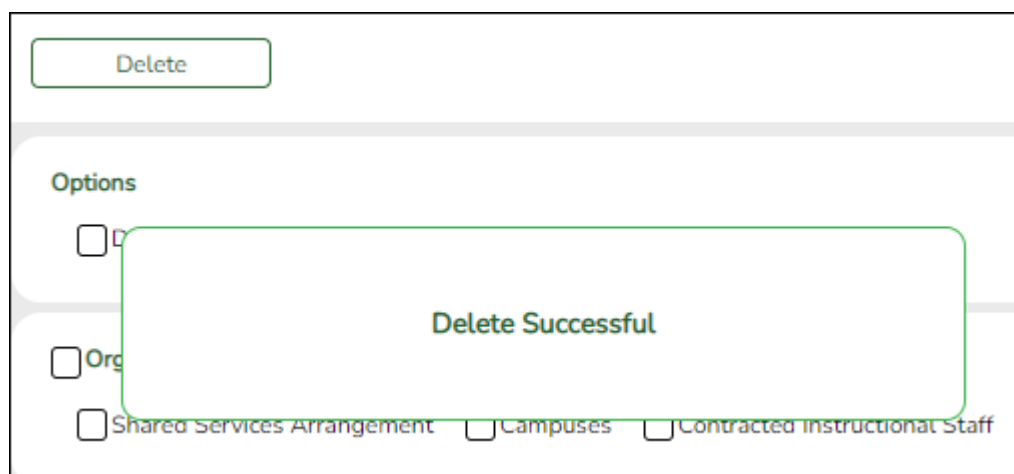 Delete
Options
Delete Successful
Shared Services Arrangement Campuses Contracted Instructional Staff